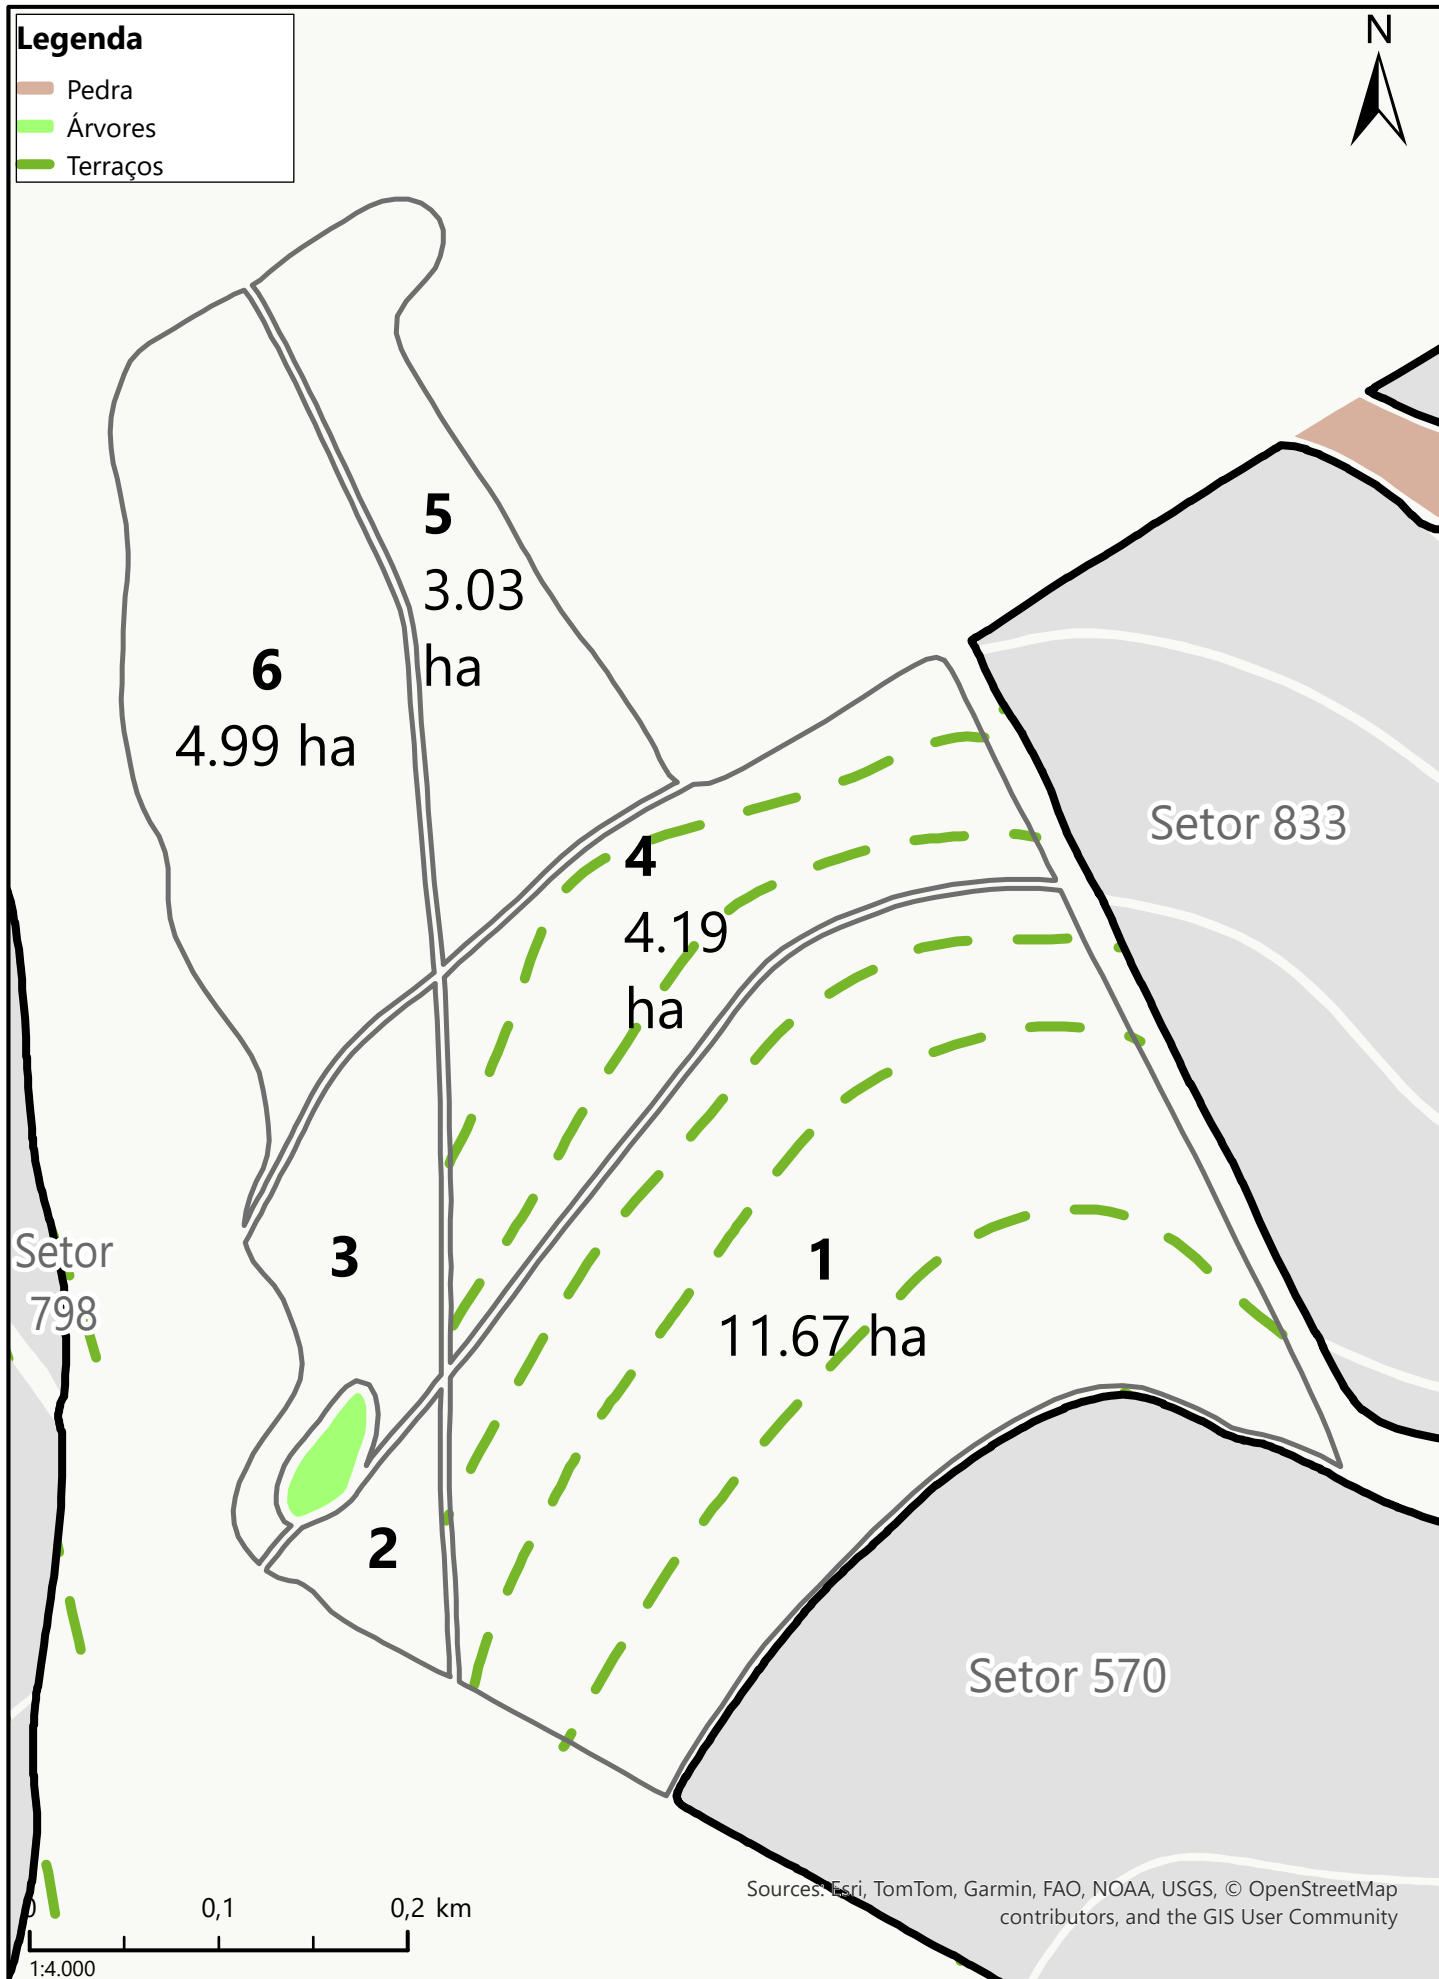 Legenda
Pedra
Árvores
Terraços
N
5
3.03
ha
6
4.99 ha
4
4.19
ha
Setor 833
3
1
11.67 ha
Setor
798
2
Setor 570
Sources: Esri, TomTom, Garmin, FAO, NOAA, USGS, © OpenStreetMap
contributors, and the GIS User Community
0 0,1 0,2 km
1:4.000